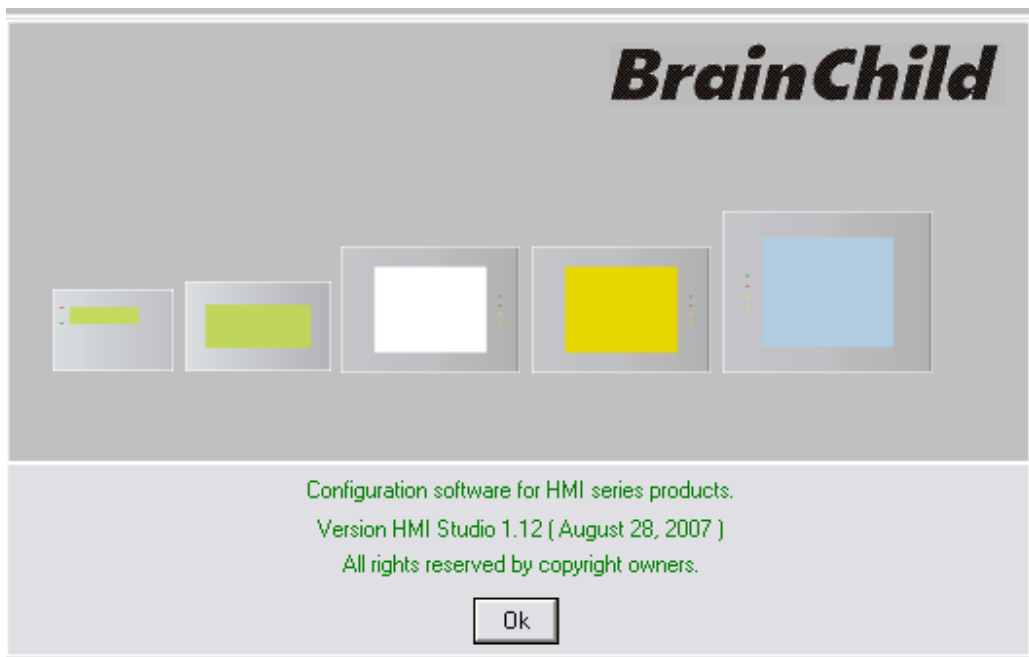 BrainChild
Configuration software for HMI series products.
Version HMI Studio 1.12 ( August 28, 2007 )
All rights reserved by copyright owners.
Ok